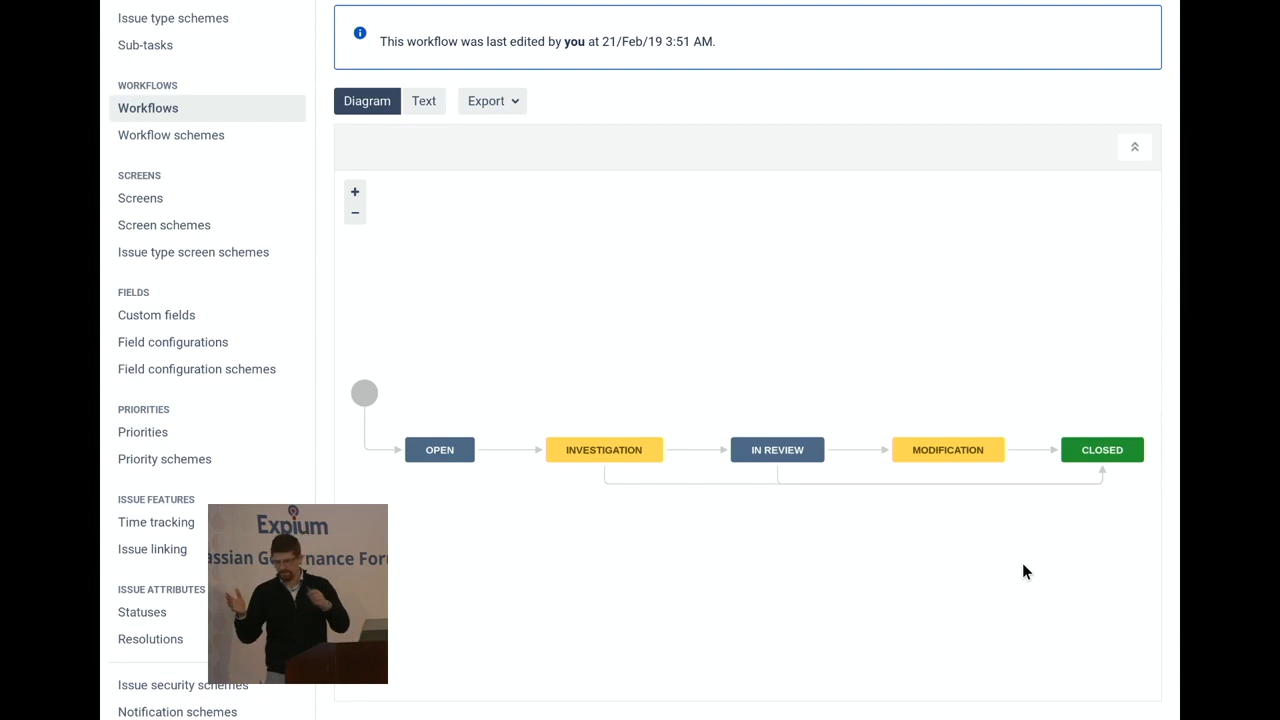 Issue type schemes
Sub-tasks
WORKFLOWS
Workflows
Workflow schemes
SCREENS
Screens
Screen schemes
Issue type screen schemes
FIELDS
Custom fields
Field configurations
Field configuration schemes
PRIORITIES
Priorities
Priority schemes
ISSUE FEATURES
Time tracking
Issue linking
ISSUE ATTRIBUTES
Statuses
Resolutions
Issue security schemes
Notification schemes
This workflow was last edited by you at 21/Feb/19 3:51 AM.
Diagram Text Export
+
−
OPEN INVESTIGATION IN REVIEW MODIFICATION CLOSED
Expium